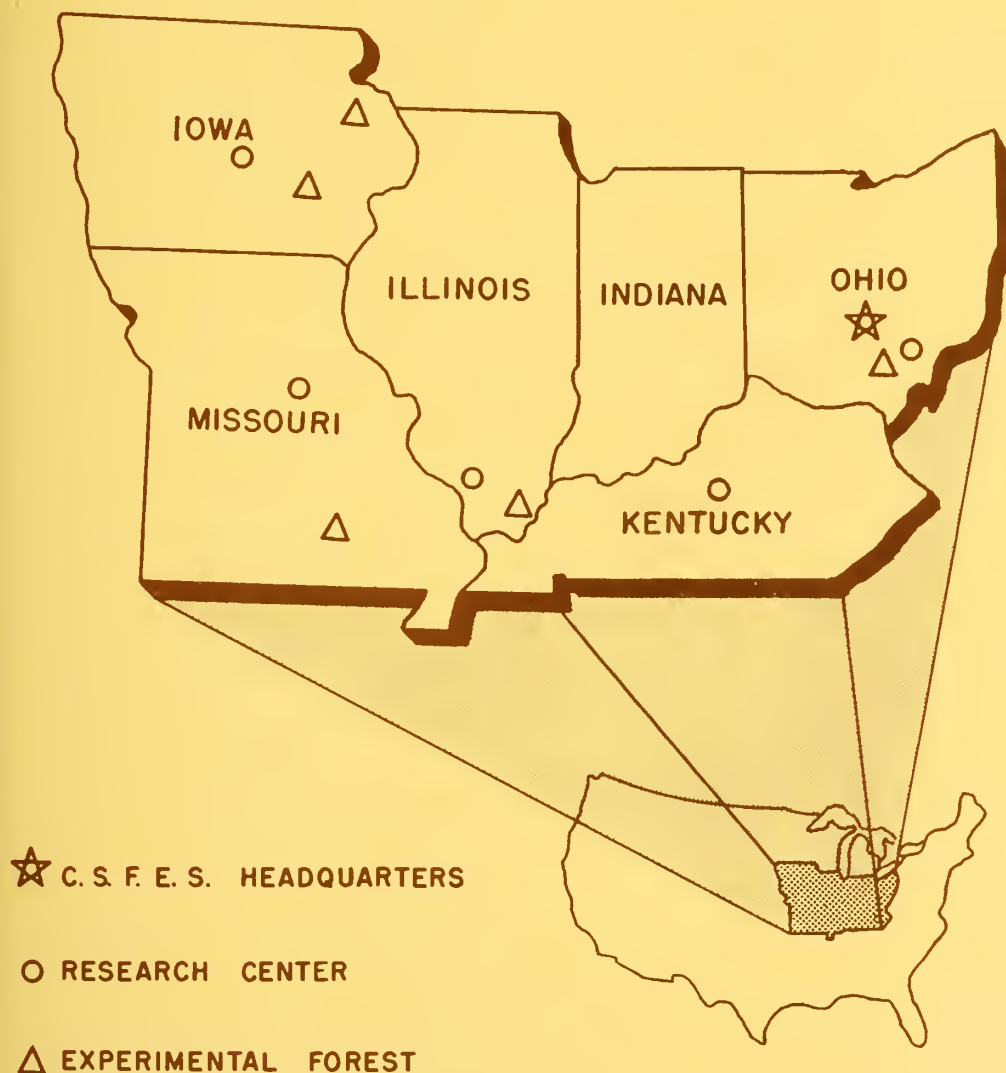 IOWA
ILLINOIS
INDIANA
OHIO
MISSOURI
KENTUCKY
C. S. F. E. S. HEADQUARTERS
RESEARCH CENTER
EXPERIMENTAL FOREST